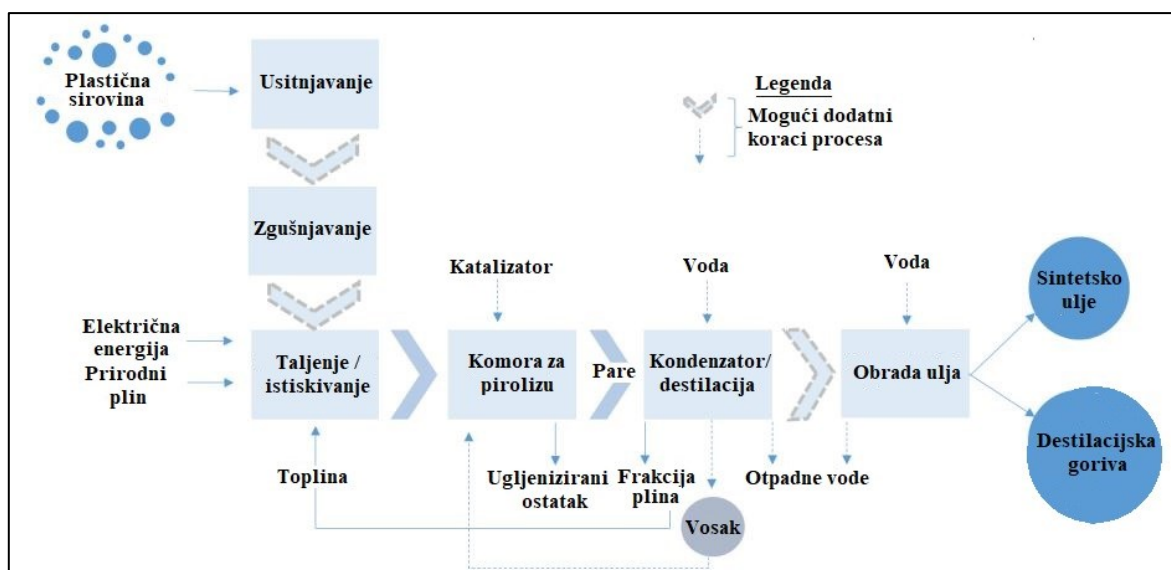 Plastična
sirovina
Usitnjavanje
Legenda
Mogući dodatni
koraci procesa
Zgušnjavanje
Katalizator
Voda
Voda
Sintetsko
ulje
Električna
energija
Prirodni
plin
Taljenje /
istiskivanje
Komora za
pirolizu
Pare
Kondenzator/
destilacija
Obrada ulja
Destilacijska
goriva
Toplina
Ugljenizirani
ostatak
Frakcija
plina
Otpadne vode
Vosak